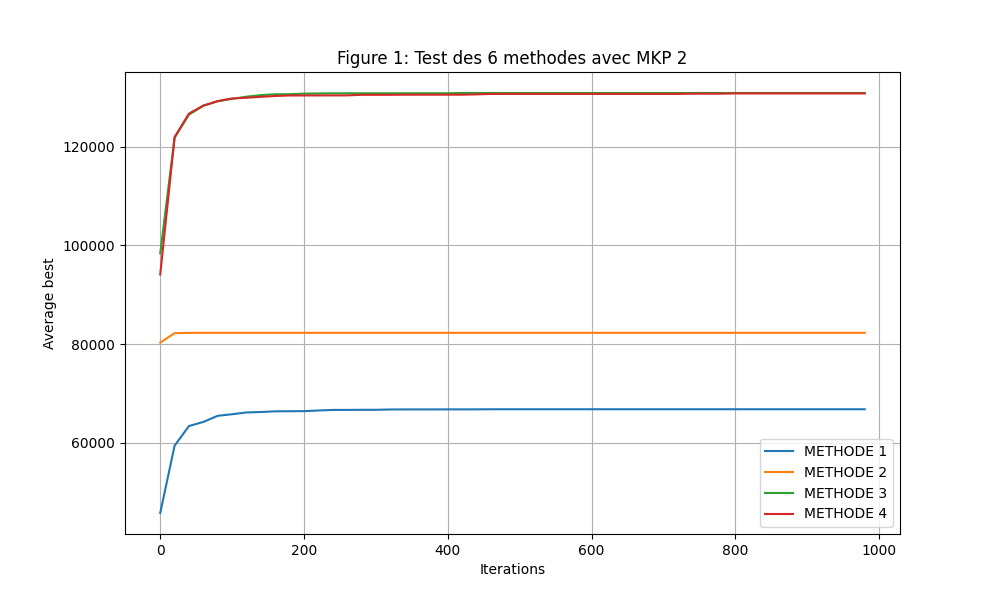 Figure 1: Test des 6 methodes avec MKP 2
Average best
120000
100000
80000
60000
0 200 400 600 800 1000
Iterations
METHODE 1
METHODE 2
METHODE 3
METHODE 4